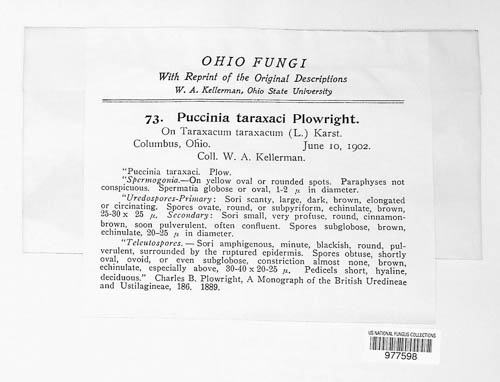 OHIO FUNGI
With Reprint of the Original Descriptions
W. A. Kellerman, Ohio State University
73. Puccinia taraxaci Plowright.
On Taraxacum taraxacum (L.) Karst.
Columbus, Ohio. June 10, 1902.
Coll. W. A. Kellerman.
"Puccinia taraxaci. Plow.
"Spermogonia.—On yellow oval or rounded spots. Paraphyses not
conspicuous. Spermatia globose or oval, 1-2 μ in diameter.
"Uredospores-Primary: Sori scanty, large, dark, brown, elongated
or circinating. Spores ovate, round, or subpyriform, echinulate, brown,
25-30 x 25 μ. Secondary: Sori small, very profuse, round, cinnamon-
brown, soon pulverulent, often confluent. Spores subglobose, brown,
echinulate, 20-25 μ in diameter.
"Teleutospores.—Sori amphigenous, minute, blackish, round, pul-
verulent, surrounded by the ruptured epidermis. Spores obtuse, shortly
oval, ovoid, or even subglobose, constriction almost none, brown,
echinulate, especially above, 30-40 x 20-25 μ. Pedicels short, hyaline,
deciduous." Charles B. Plowright, A Monograph of the British Uredineae
and Ustilagineae, 186. 1889.
US NATIONAL FUNGUS COLLECTIONS
977598